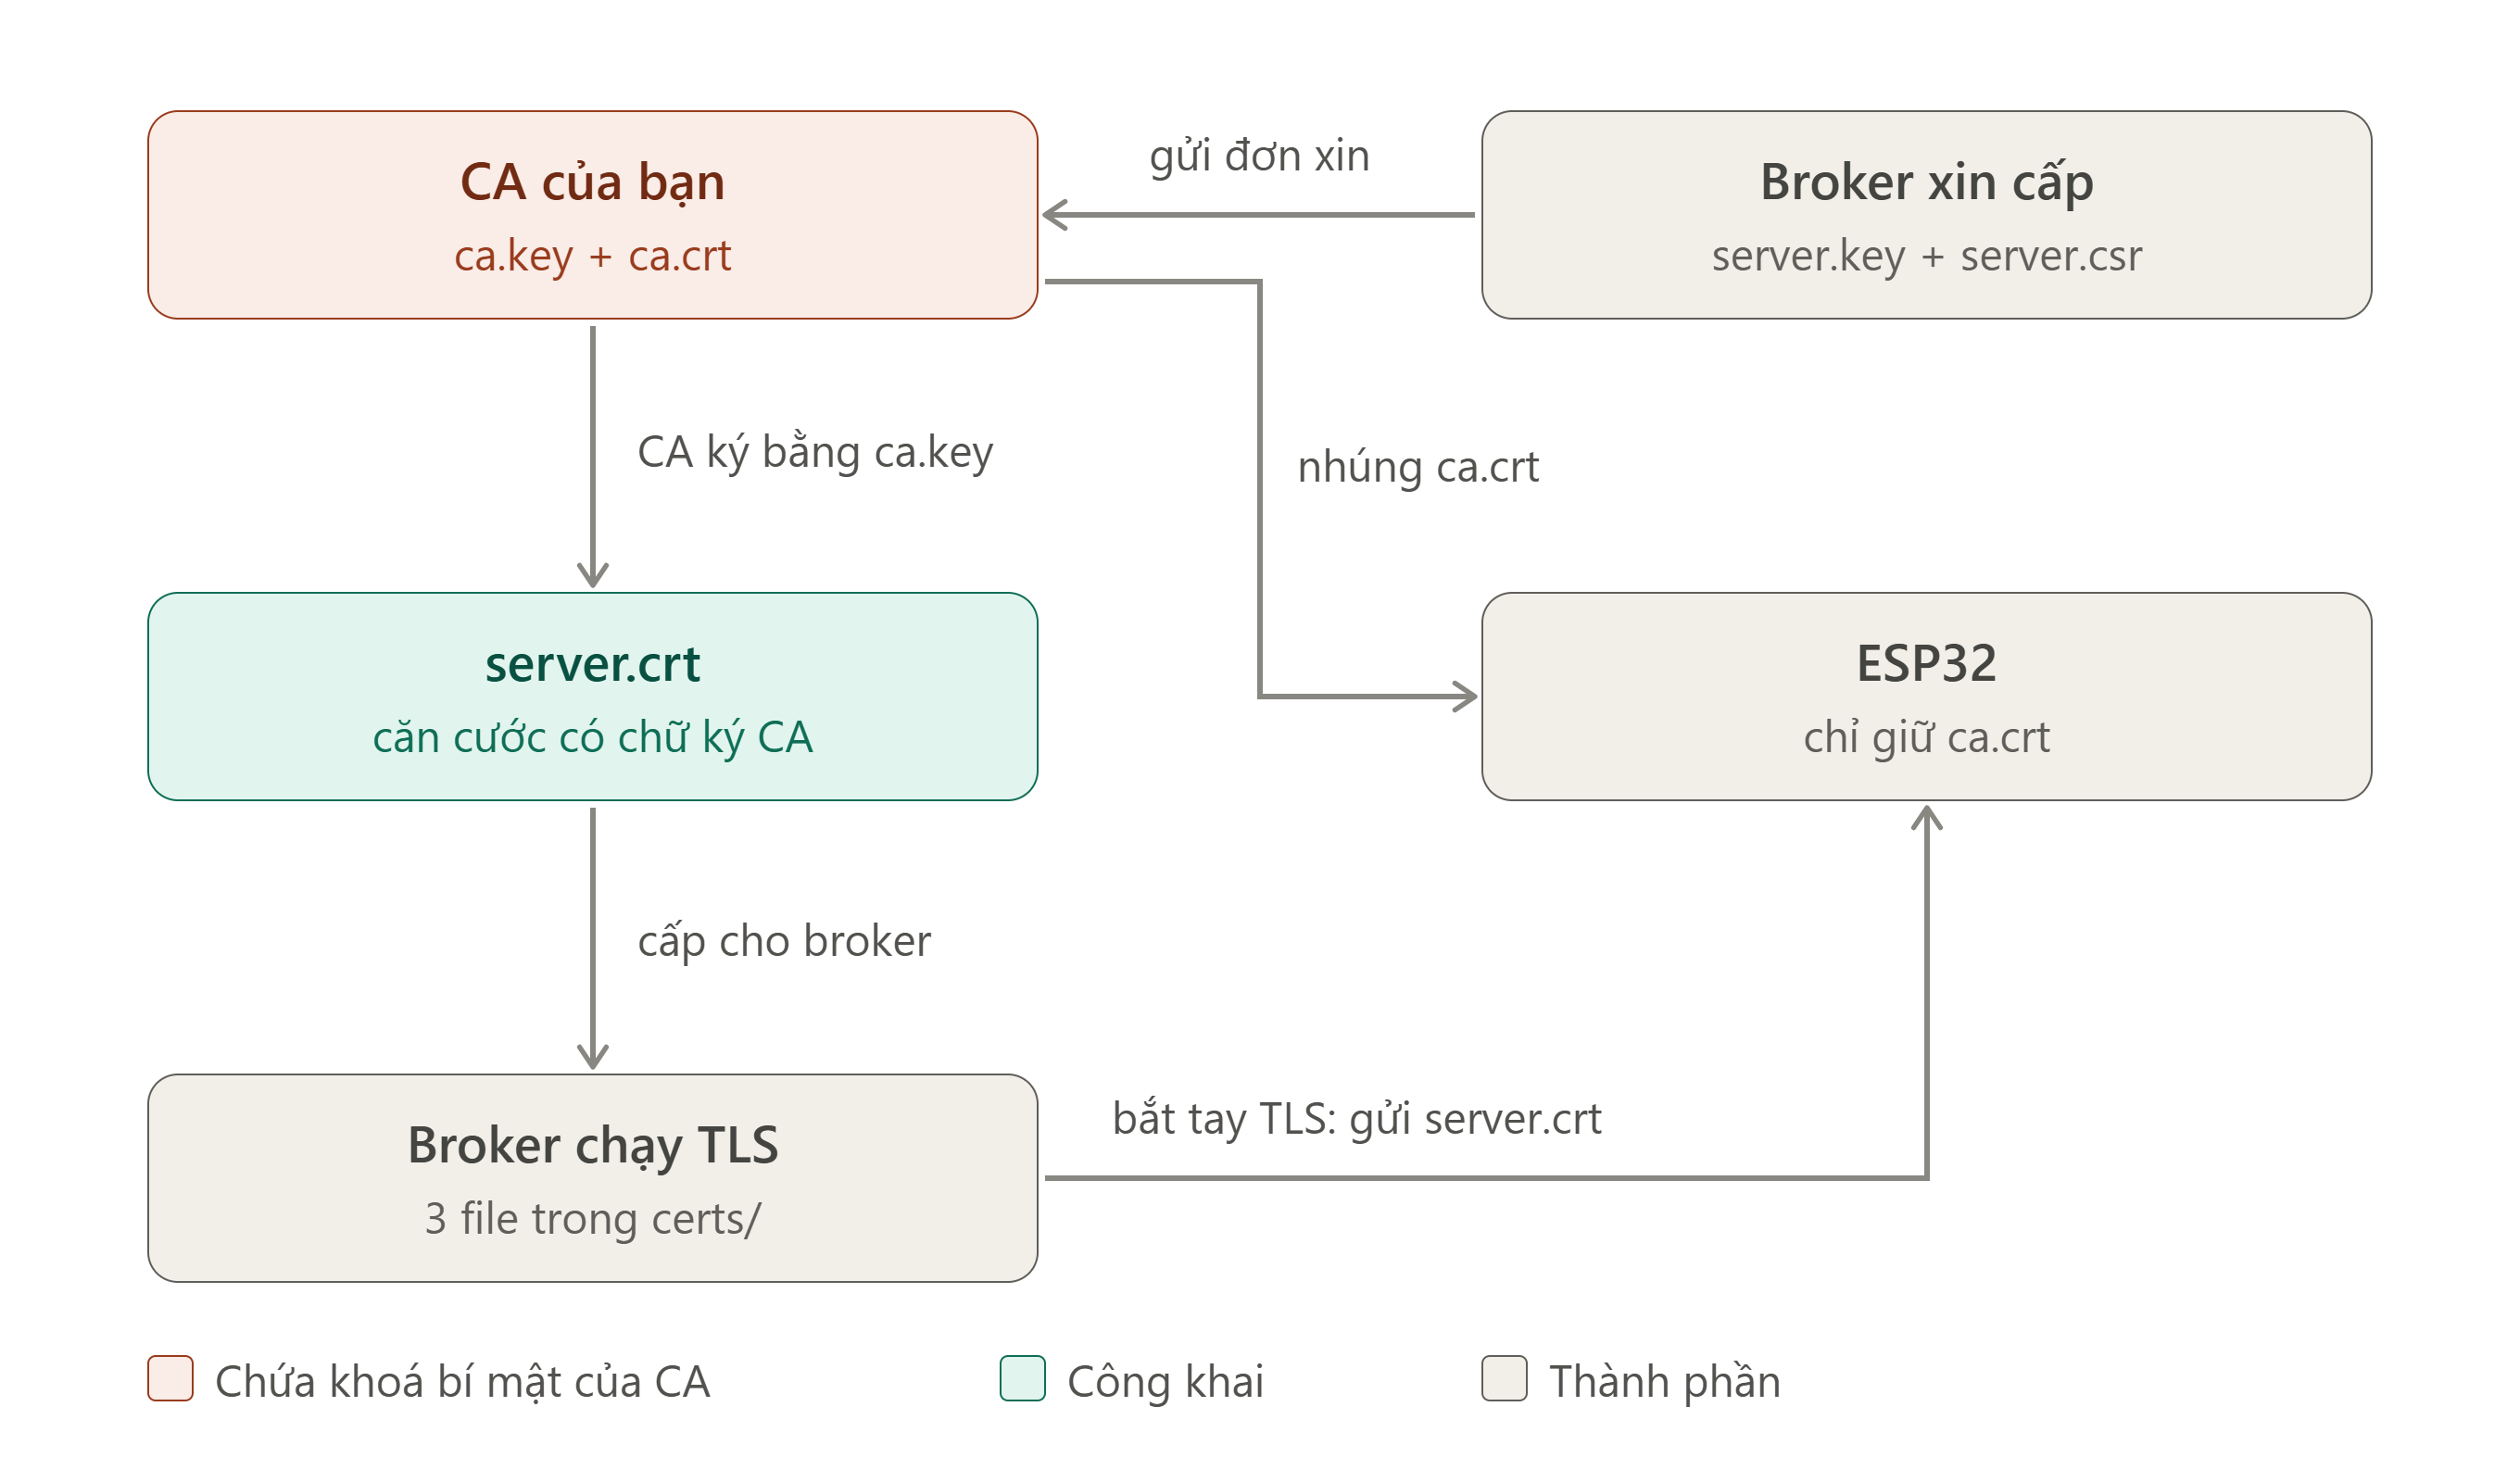 CA của bạn
ca.key + ca.crt
gửi đơn xin
Broker xin cấp
server.key + server.csr
CA ký bằng ca.key
nhúng ca.crt
server.crt
căn cước có chữ ký CA
ESP32
chỉ giữ ca.crt
cấp cho broker
Broker chạy TLS
3 file trong certs/
bắt tay TLS: gửi server.crt
Chứa khoá bí mật của CA
Công khai
Thành phần